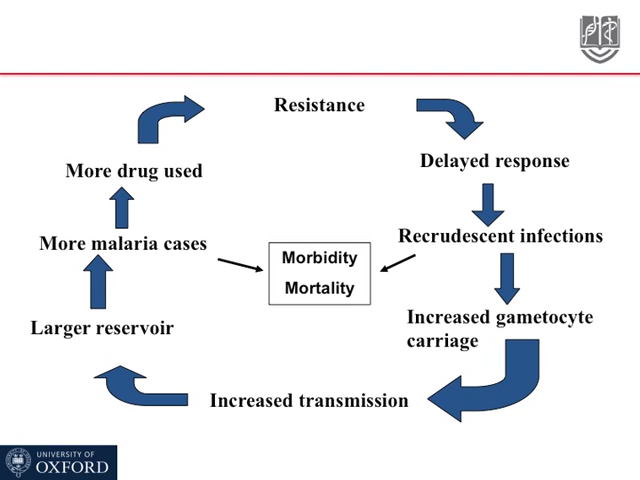 Resistance
Delayed response
More drug used
Recrudescent infections
More malaria cases
Morbidity
Mortality
Increased gametocyte
carriage
Larger reservoir
Increased transmission
UNIVERSITY OF
OXFORD